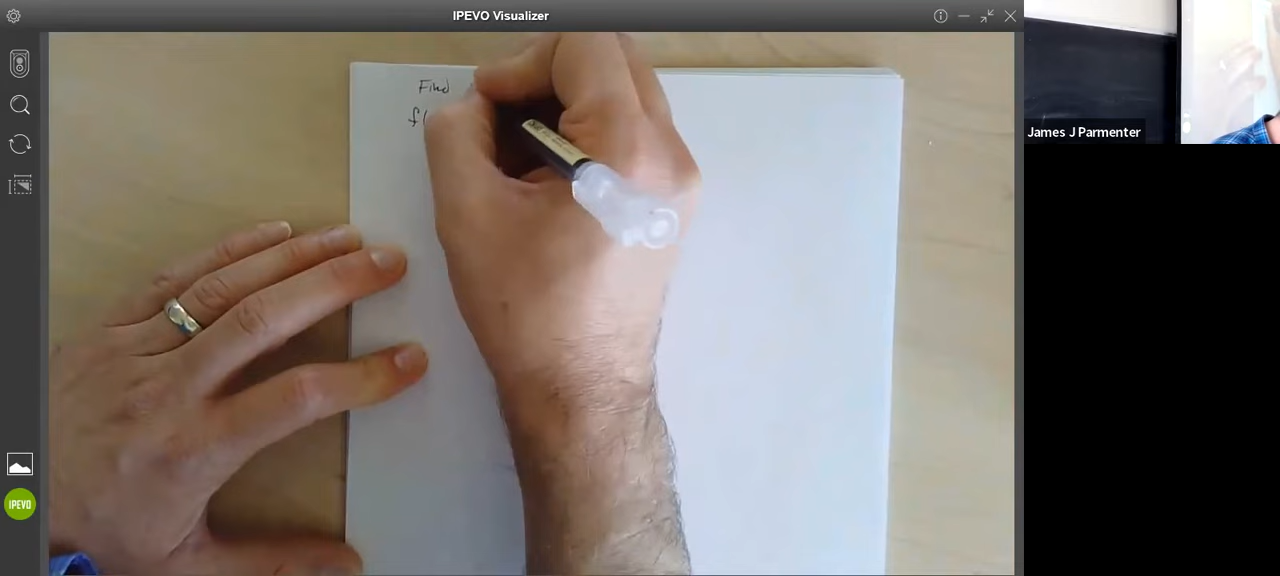 IPEVO Visualizer
Find
f(
James J Parmenter
IPEVO